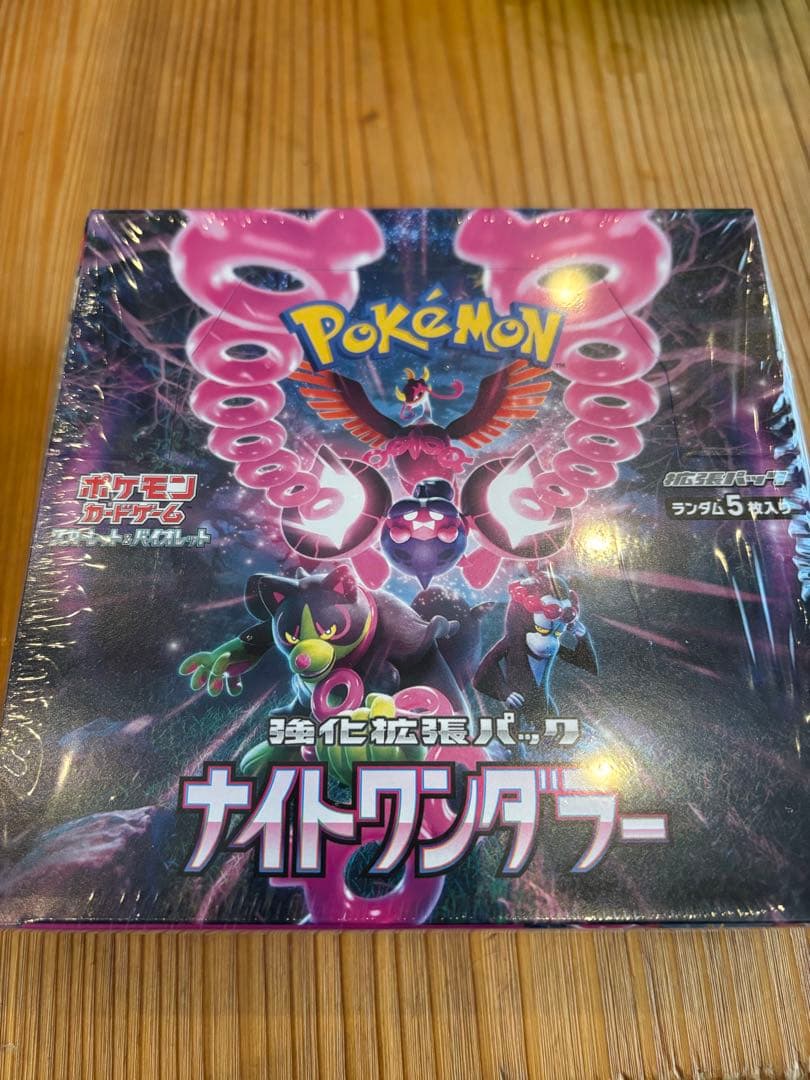 POKéMON
TM
ポケモン
カードゲーム
スカーレット&バイオレット
拡張パック
ランダム5枚入り
強化拡張パック
ナイトワンダラー